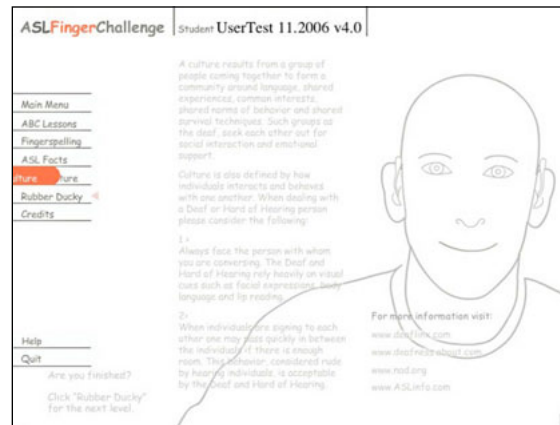 ASLFingerChallenge
Student UserTest 11.2006 v4.0
Main Menu
ABC Lessons
Fingerspelling
ASL Facts
lture ture
Rubber Ducky
Credits
Help
Quit
Are you finished?
Click "Rubber Ducky"
for the next level.
A culture results from a group of
people coming together to form a
community around language, shared
experiences, common interests,
shared norms of behavior and shared
survival techniques. Such groups as
the deaf, seek each other out for
social interaction and emotional
support.
Culture is also defined by how
individuals interacts and behaves
with one another. When dealing with
a Deaf or Hard of Hearing person
please consider the following:
1>
Always face the person with whom
you are conversing. The Deaf and
Hard of Hearing rely heavily on visual
cues such as facial expressions, body
language and lip reading.
2>
When individuals are signing to each
other one may pass quickly in between
the individuals if there is enough
room. This behavior, considered rude
by hearing individuals, is acceptable
by the Deaf and Hard of Hearing.
For more information visit:
www.deaflinx.com
www.deafness.about.com
www.nad.org
www.ASLinfo.com